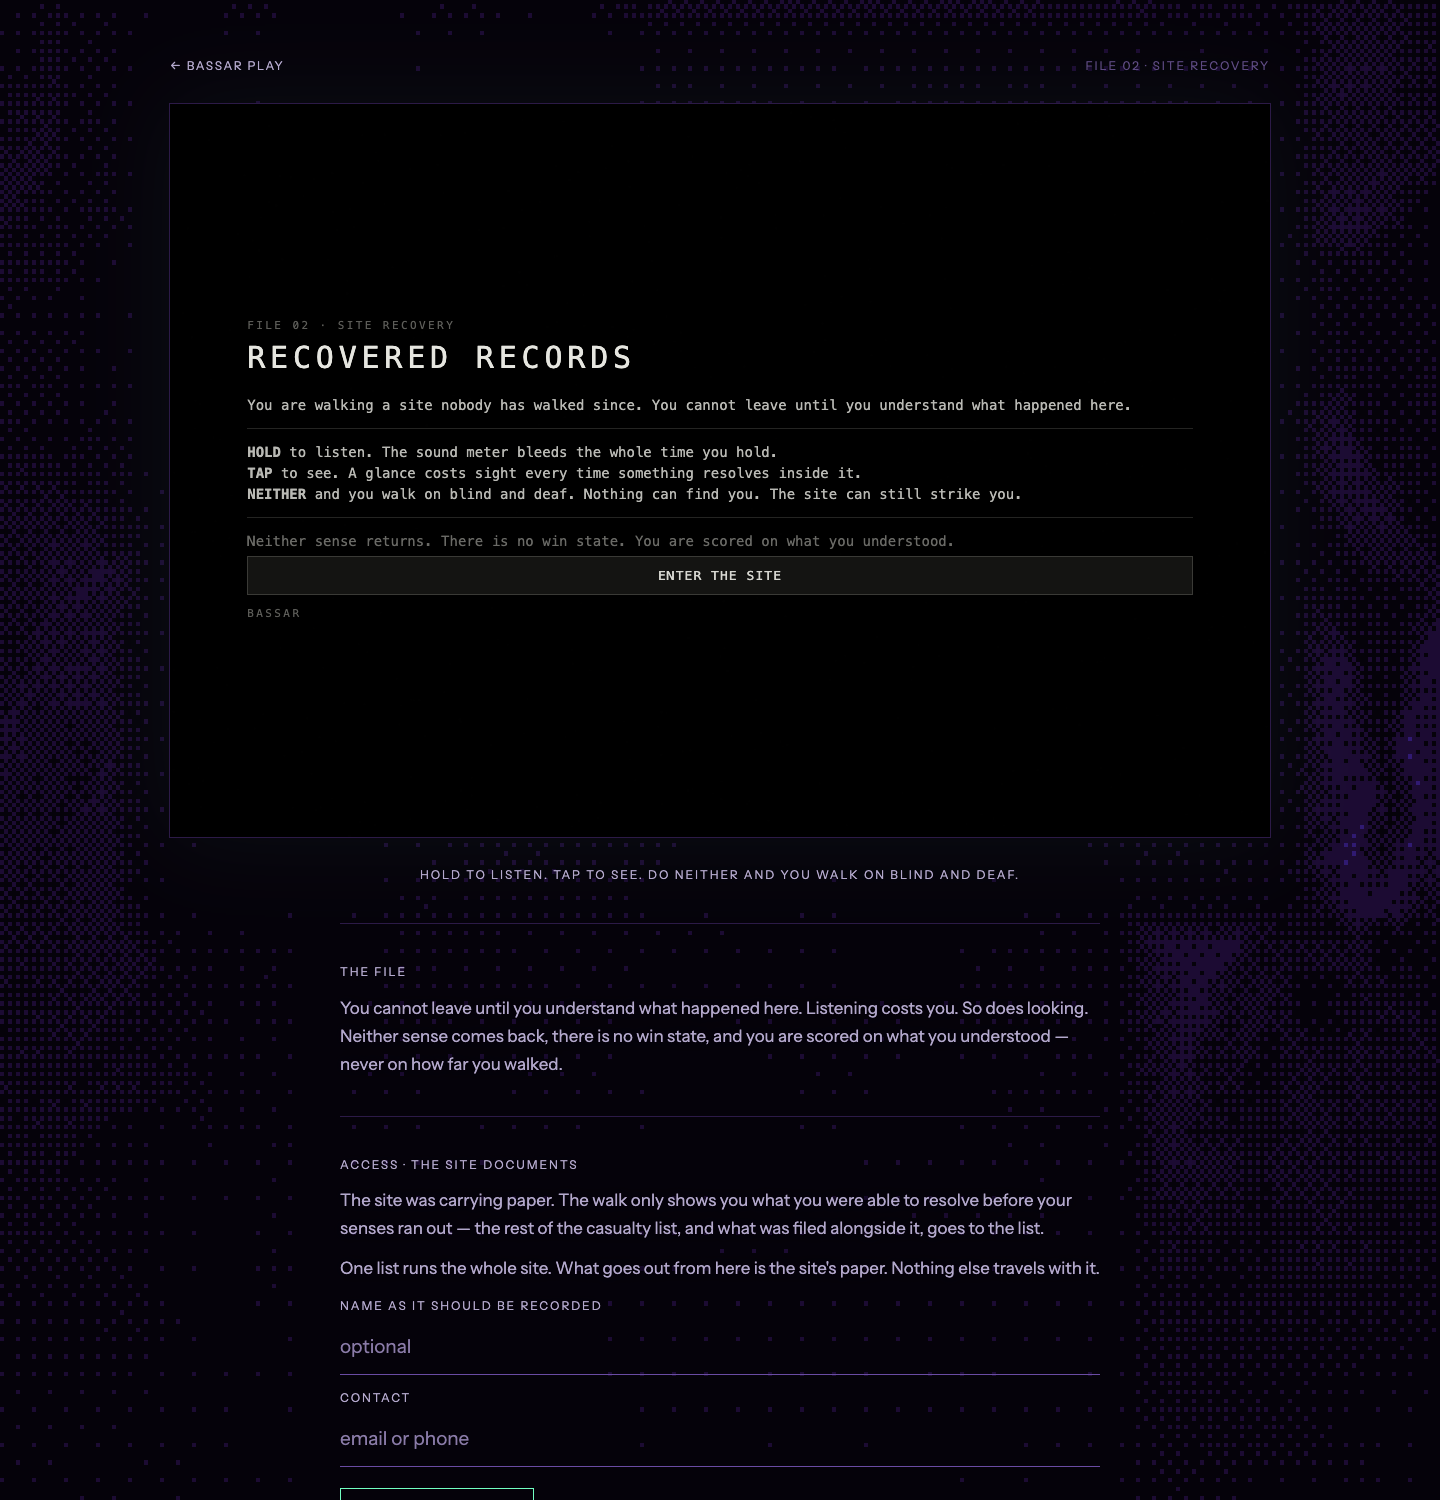 ← BASSAR PLAY
FILE 02 · SITE RECOVERY
FILE 02 · SITE RECOVERY
RECOVERED RECORDS
You are walking a site nobody has walked since. You cannot leave until you understand what happened here.
HOLD to listen. The sound meter bleeds the whole time you hold.
TAP to see. A glance costs sight every time something resolves inside it.
NEITHER and you walk on blind and deaf. Nothing can find you. The site can still strike you.
Neither sense returns. There is no win state. You are scored on what you understood.
ENTER THE SITE
BASSAR
HOLD TO LISTEN. TAP TO SEE. DO NEITHER AND YOU WALK ON BLIND AND DEAF.
THE FILE
You cannot leave until you understand what happened here. Listening costs you. So does looking.
Neither sense comes back, there is no win state, and you are scored on what you understood —
never on how far you walked.
ACCESS · THE SITE DOCUMENTS
The site was carrying paper. The walk only shows you what you were able to resolve before your
senses ran out — the rest of the casualty list, and what was filed alongside it, goes to the list.
One list runs the whole site. What goes out from here is the site's paper. Nothing else travels with it.
NAME AS IT SHOULD BE RECORDED
optional
CONTACT
email or phone